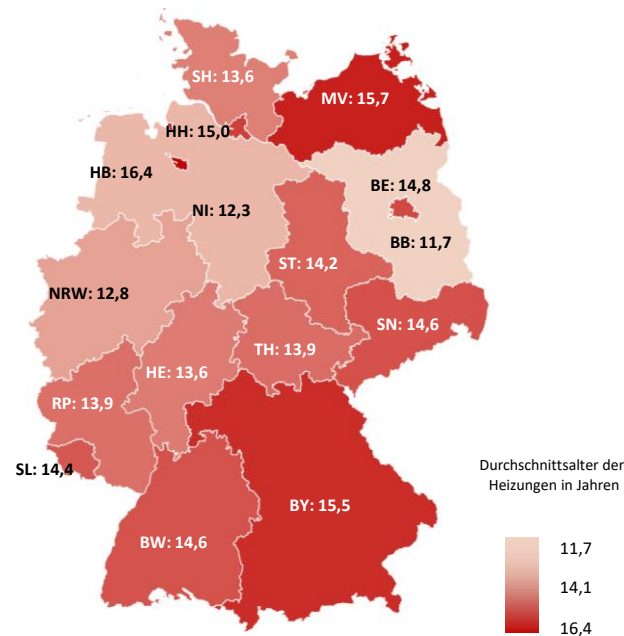 SH: 13,6
MV: 15,7
HH: 15,0
HB: 16,4
BE: 14,8
NI: 12,3
BB: 11,7
ST: 14,2
NRW: 12,8
SN: 14,6
TH: 13,9
HE: 13,6
RP: 13,9
SL: 14,4
BY: 15,5
BW: 14,6
Durchschnittsalter der
Heizungen in Jahren
11,7
14,1
16,4